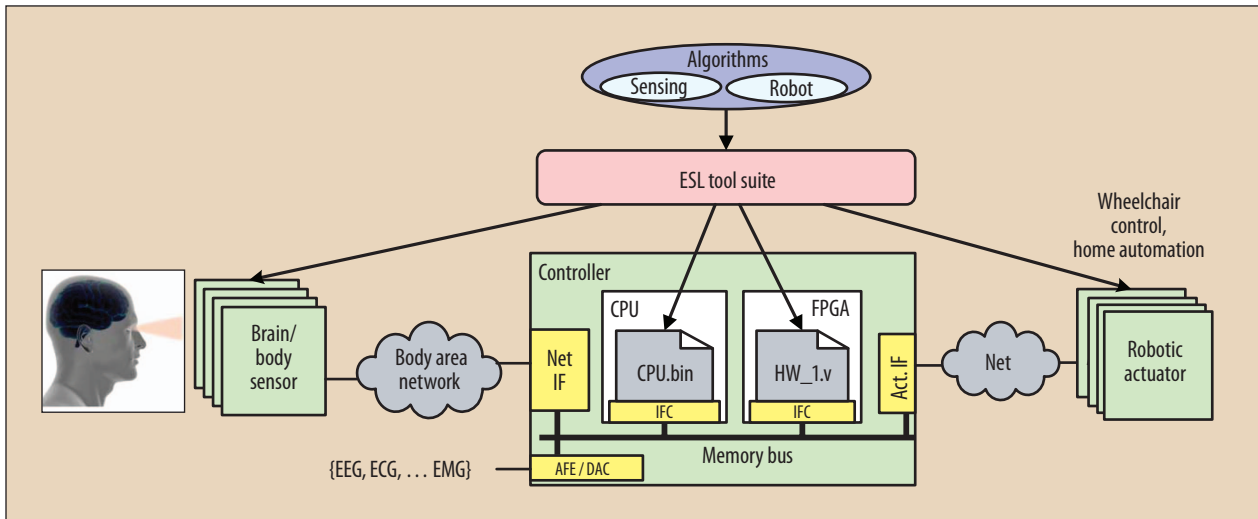 Algorithms
Sensing
Robot
ESL tool suite
Wheelchair
control,
home automation
Controller
CPU
FPGA
Brain/
body
sensor
Body area
network
Net
IF
CPU.bin
HW_1.v
Act. IF
Net
Robotic
actuator
IFC
IFC
Memory bus
{EEG, ECG, … EMG}
AFE / DAC